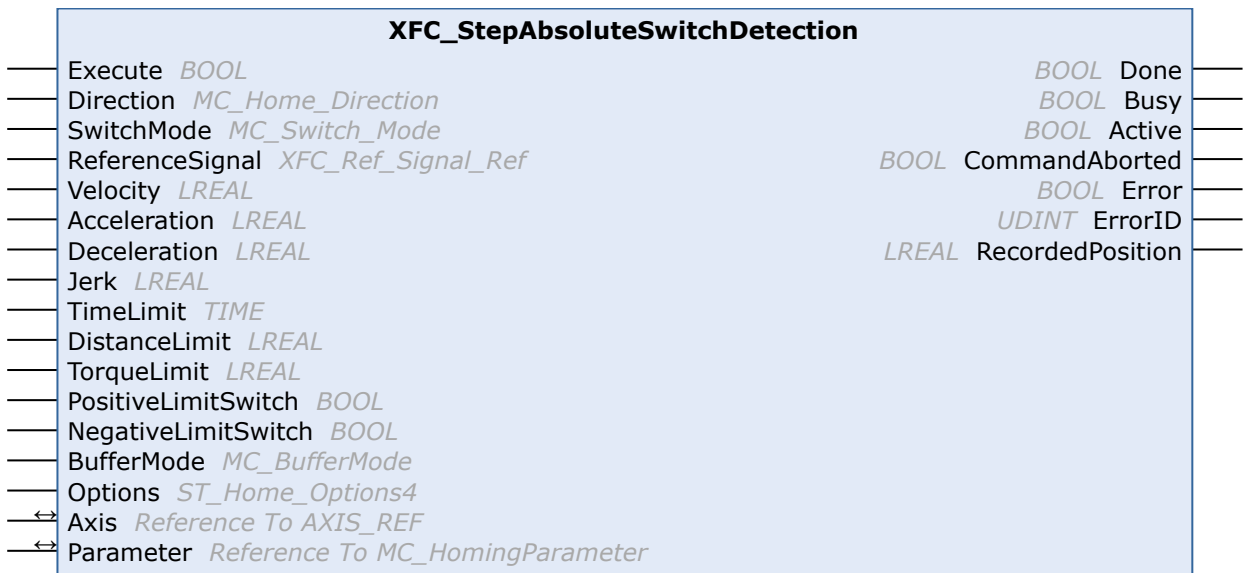 XFC_StepAbsoluteSwitchDetection
Execute BOOL BOOL Done
Direction MC_Home_Direction BOOL Busy
SwitchMode MC_Switch_Mode BOOL Active
ReferenceSignal XFC_Ref_Signal_Ref BOOL CommandAborted
Velocity LREAL BOOL Error
Acceleration LREAL UDINT ErrorID
Deceleration LREAL LREAL RecordedPosition
Jerk LREAL
TimeLimit TIME
DistanceLimit LREAL
TorqueLimit LREAL
PositiveLimitSwitch BOOL
NegativeLimitSwitch BOOL
BufferMode MC_BufferMode
Options ST_Home_Options4
↔ Axis Reference To AXIS_REF
↔ Parameter Reference To MC_HomingParameter